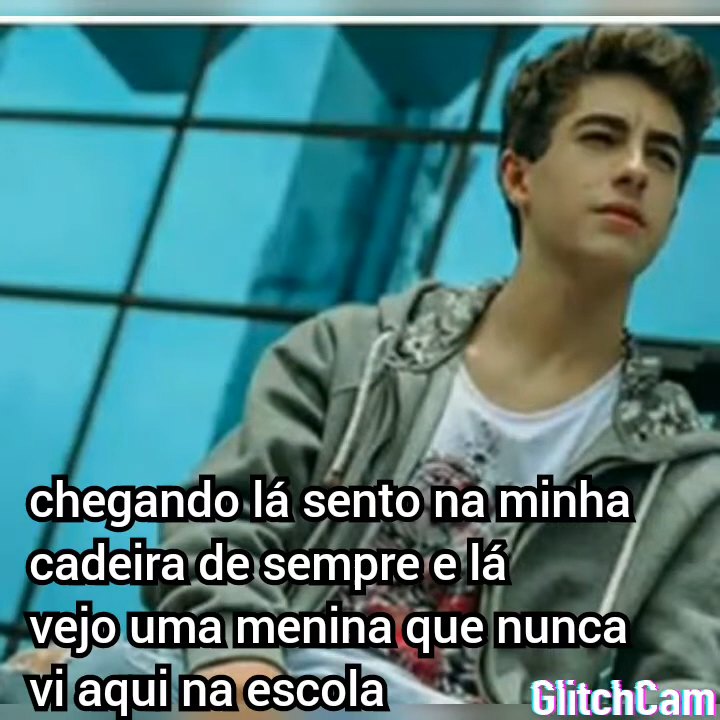 chegando lá sento na minha
cadeira de sempre e lá
vejo uma menina que nunca
vi aqui na escola
GlitchCam